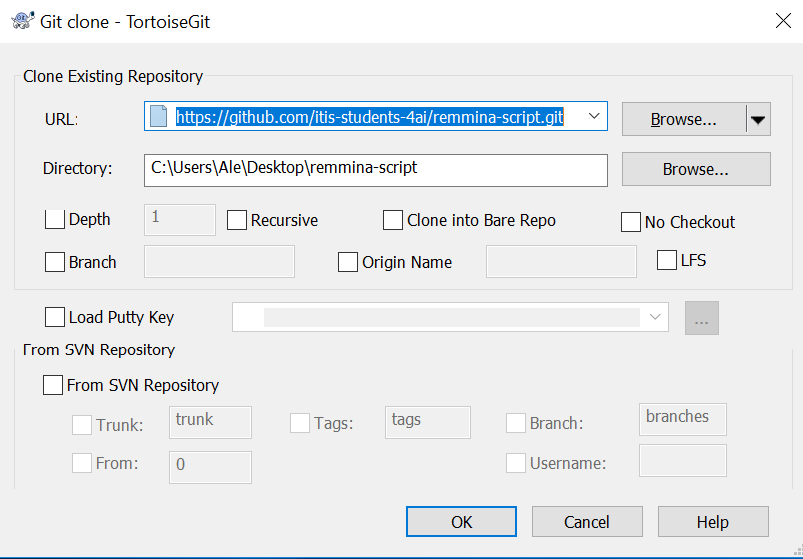 Git clone - TortoiseGit
Clone Existing Repository
URL: https://github.com/itis-students-4ai/remmina-script.git Browse...
Directory: C:\Users\Ale\Desktop\remmina-script Browse...
Depth 1 Recursive Clone into Bare Repo No Checkout
Branch Origin Name LFS
Load Putty Key ...
From SVN Repository
From SVN Repository
Trunk: trunk Tags: tags Branch: branches
From: 0 Username:
OK Cancel Help